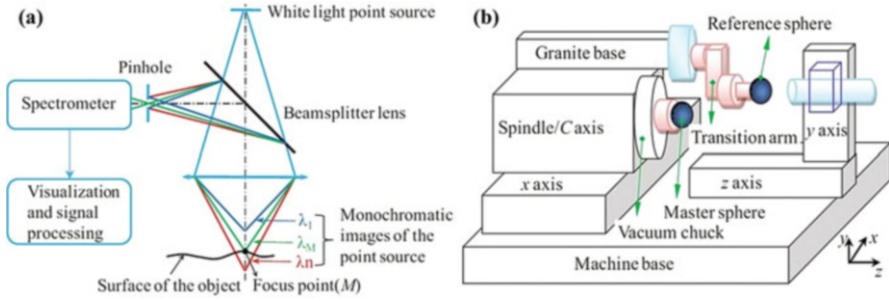 (a)
White light point source
Pinhole
Spectrometer
Beamsplitter lens
Visualization
and signal
processing
λ1
λM
λn
Monochromatic
images of the
point source
Surface of the object
Focus point(M)
(b)
Reference sphere
Granite base
Spindle/C axis
Transition arm
y axis
x axis
z axis
Master sphere
Vacuum chuck
Machine base
y
x
z